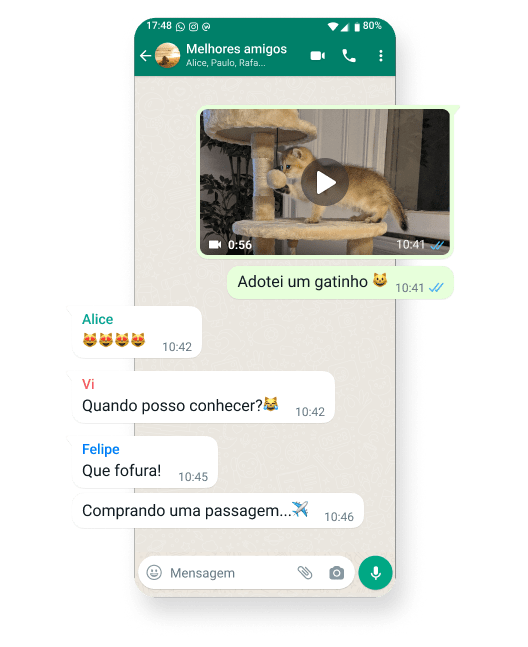 17:48 80%
Melhores amigos
Alice, Paulo, Rafa...
0:56 10:41
Adotei um gatinho 😺 10:41
Alice
😻😻😻😻 10:42
Vi
Quando posso conhecer?😹 10:42
Felipe
Que fofura! 10:45
Comprando uma passagem...✈️ 10:46
Mensagem